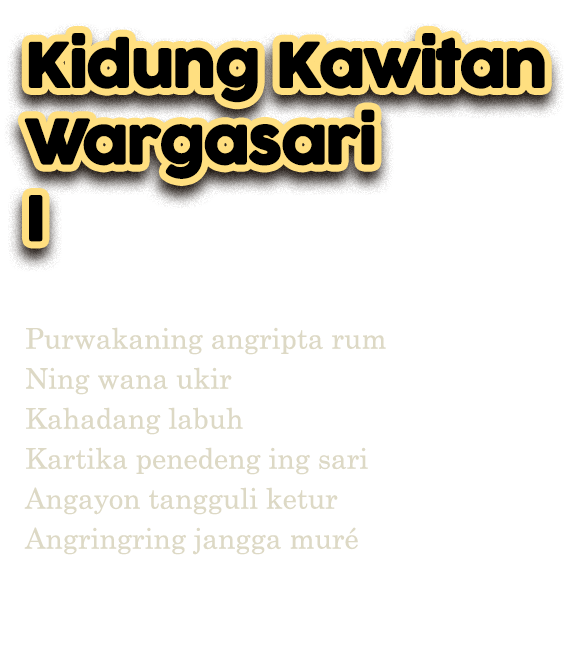 Kidung Kawitan
Wargasari
I
Purwakaning angripta rum
Ning wana ukir
Kahadang labuh
Kartika penedeng ing sari
Angayon tangguli ketur
Angringring jangga muré